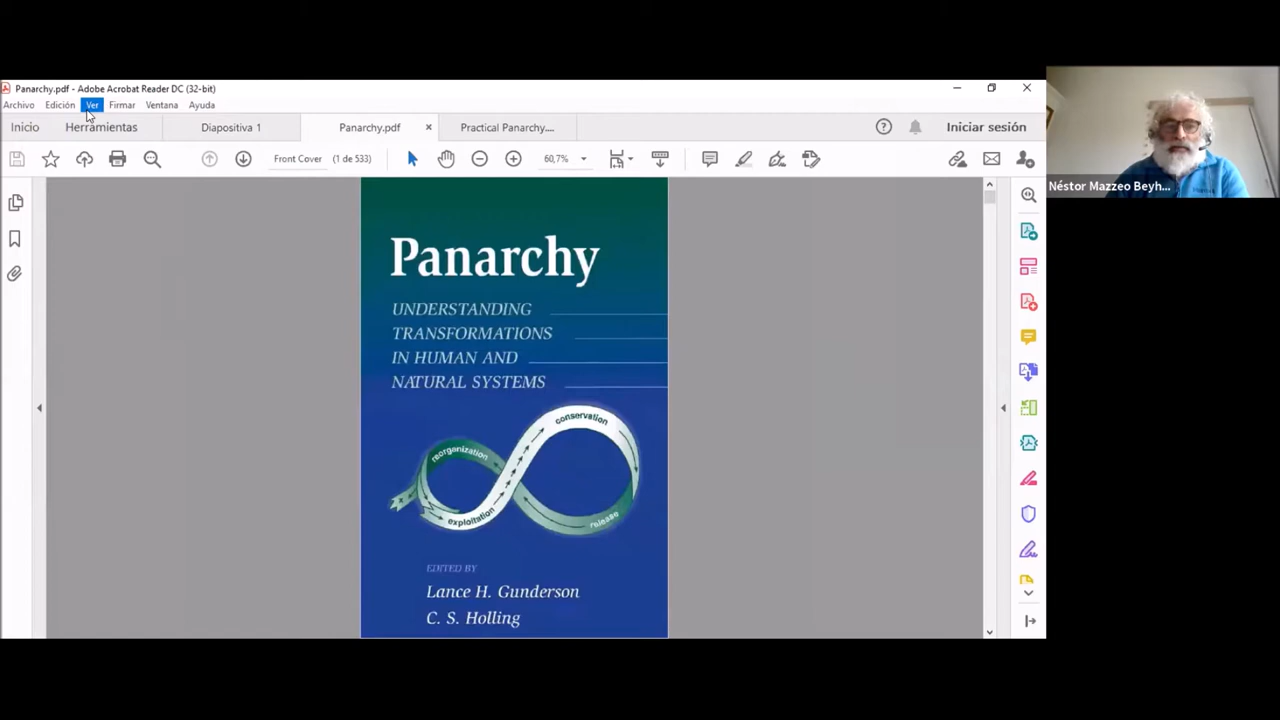 Panarchy.pdf - Adobe Acrobat Reader DC (32-bit)
Archivo Edición Ver Firmar Ventana Ayuda
Inicio Herramientas Diapositiva 1 Panarchy.pdf Practical Panarchy.... Iniciar sesión
Front Cover (1 de 533) 60,7%
Néstor Mazzeo Beyh...
Panarchy
UNDERSTANDING
TRANSFORMATIONS
IN HUMAN AND
NATURAL SYSTEMS
conservation
reorganization
exploitation
release
EDITED BY
Lance H. Gunderson
C. S. Holling